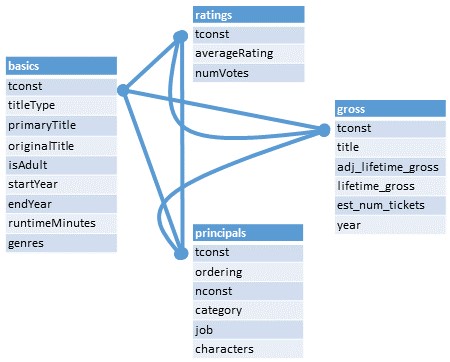 ratings
tconst
averageRating
numVotes
basics
tconst
titleType
primaryTitle
originalTitle
isAdult
startYear
endYear
runtimeMinutes
genres
gross
tconst
title
adj_lifetime_gross
lifetime_gross
est_num_tickets
year
principals
tconst
ordering
nconst
category
job
characters